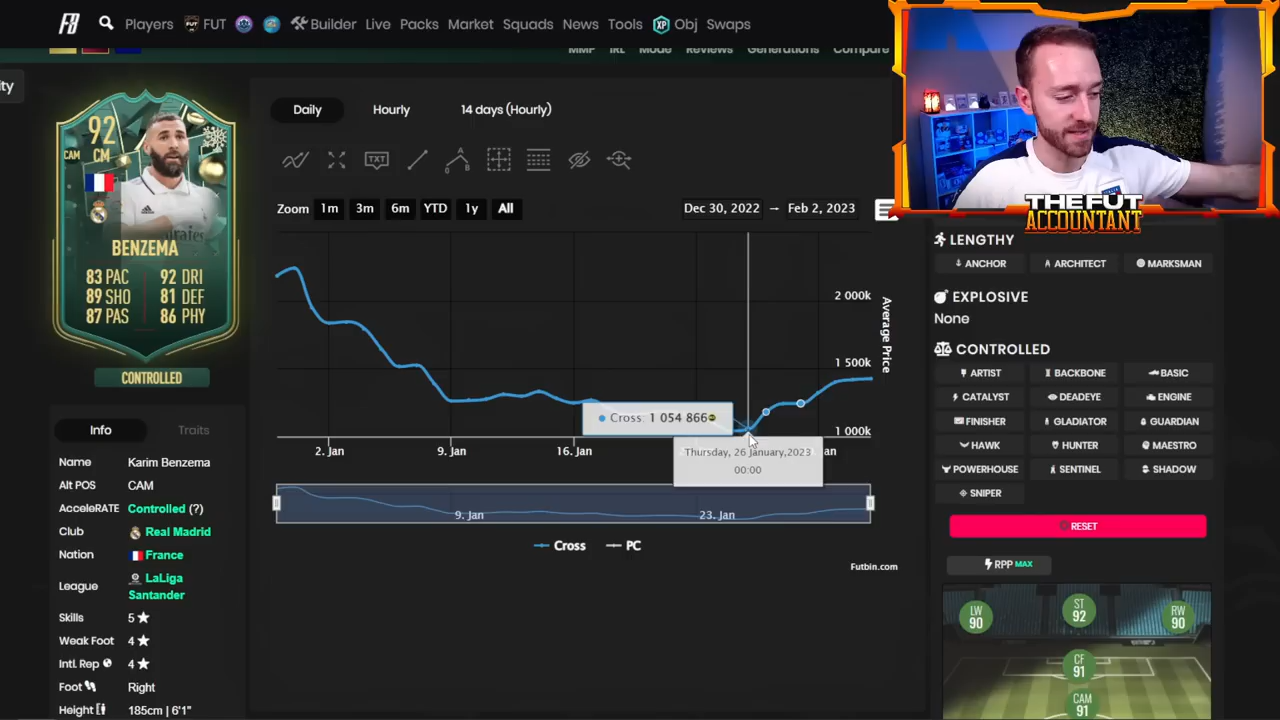 F8 Players FUT Builder Live Packs Market Squads News Tools XP Obj Swaps
MMP IRL Mode Reviews Generations Compare
ity
92
CAM CM
BENZEMA
83 PAC 92 DRI
89 SHO 81 DEF
87 PAS 86 PHY
CONTROLLED
Info Traits
Name Karim Benzema
Alt POS CAM
AcceleRATE Controlled (?)
Club Real Madrid
Nation France
League LaLiga
Santander
Skills 5
Weak Foot 4
Intl. Rep 4
Foot Right
Height 185cm | 6'1"
Daily Hourly 14 days (Hourly)
TXT
Zoom 1m 3m 6m YTD 1y All Dec 30, 2022 → Feb 2, 2023
2 000k
1 500k
1 000k
Average Price
Cross: 1 054 866
2. Jan 9. Jan 16. Jan an
Thursday, 26 January,2023
00:00
9. Jan 23. Jan
Cross PC
Futbin.com
THE FUT
ACCOUNTANT
LENGTHY
ANCHOR ARCHITECT MARKSMAN
EXPLOSIVE
None
CONTROLLED
ARTIST BACKBONE BASIC
CATALYST DEADEYE ENGINE
FINISHER GLADIATOR GUARDIAN
HAWK HUNTER MAESTRO
POWERHOUSE SENTINEL SHADOW
SNIPER
RESET
RPP MAX
LW
90
ST
92
RW
90
CF
91
CAM
91